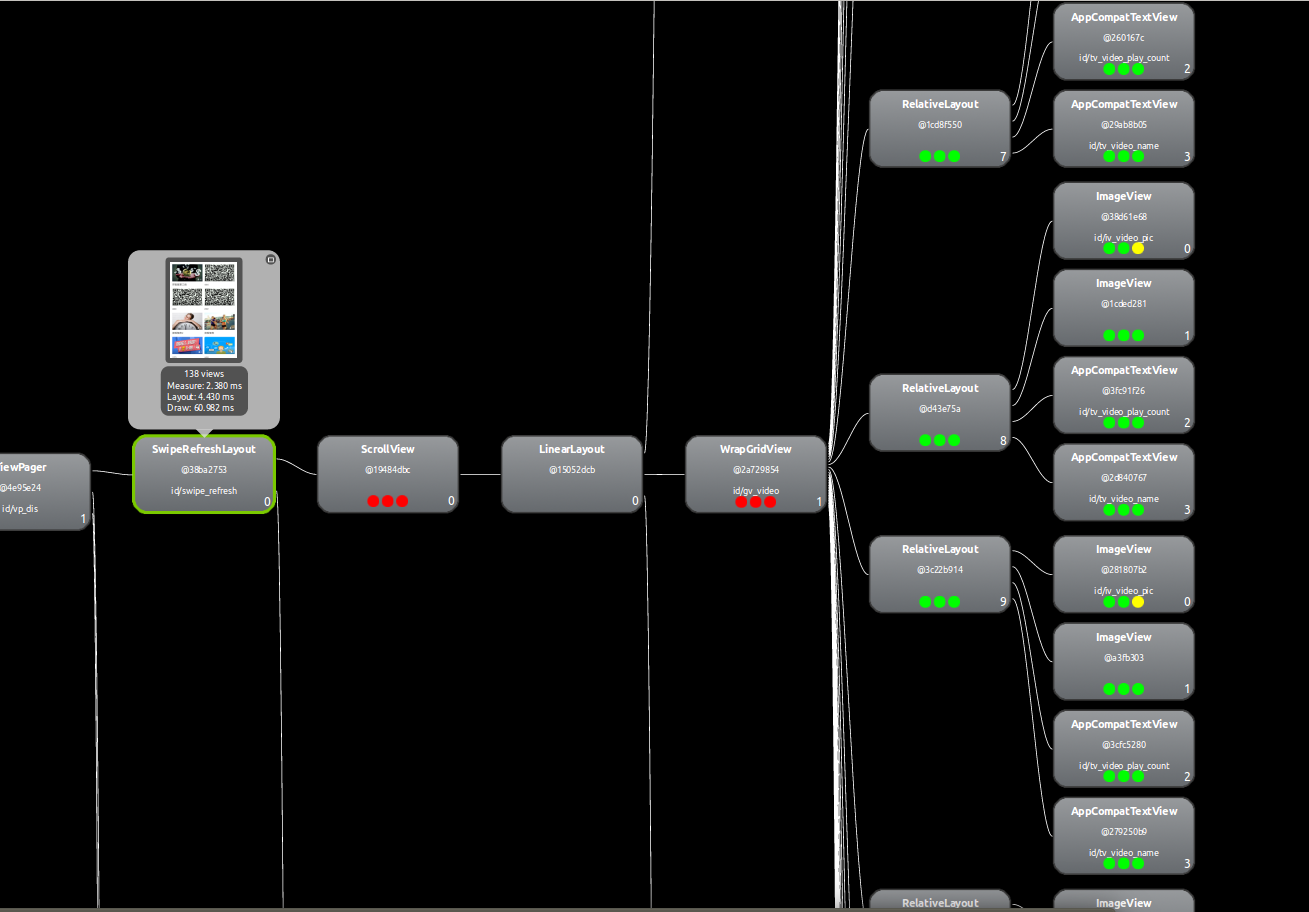 138 views
Measure: 2.380 ms
Layout: 4.430 ms
Draw: 60.982 ms
iewPager
@4e95e24
id/vp_dis
1
SwipeRefreshLayout
@38ba2753
id/swipe_refresh
0
ScrollView
@19484dbc
0
LinearLayout
@15052dcb
0
WrapGridView
@2a729854
id/gv_video
1
RelativeLayout
@1cd8f550
7
AppCompatTextView
@260167c
id/tv_video_play_count
2
AppCompatTextView
@29ab8b05
id/tv_video_name
3
RelativeLayout
@d43e75a
8
ImageView
@38d61e68
id/iv_video_pic
0
ImageView
@1cded281
1
AppCompatTextView
@3fc91f26
id/tv_video_play_count
2
AppCompatTextView
@2d840767
id/tv_video_name
3
RelativeLayout
@3c22b914
9
ImageView
@281807b2
id/iv_video_pic
0
ImageView
@a3fb303
1
AppCompatTextView
@3cfc5280
id/tv_video_play_count
2
AppCompatTextView
@279250b9
id/tv_video_name
3
RelativeLayout
ImageView